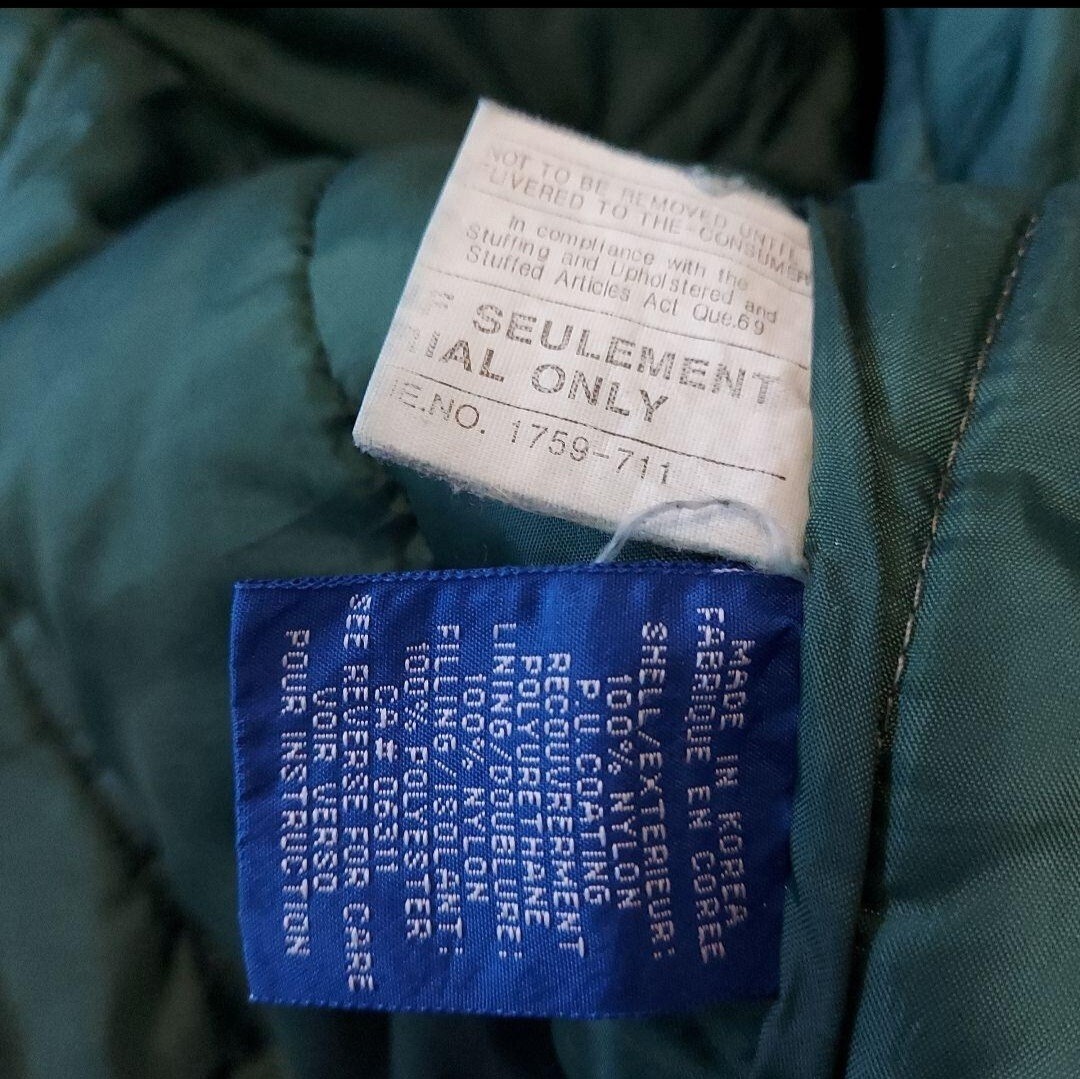 NOT TO BE REMOVED UNTIL
LIVERED TO THE CONSUMER
In compliance with the
Stuffing and Upholstered and
Stuffed Articles Act Que.69
SEULEMENT
AL ONLY
E.NO. 1759-711
MADE IN KOREA
FABRIQUE EN COREE
SHELL/EXTERIEUR:
100% NYLON
P.U.COATING
RECOUVREMENT
POLYURETHANE
LINING/DOUBLURE:
100% NYLON
FILLING/ISOLANT:
100% POLYESTER
CA# 06311
SEE REVERSE FOR CARE
VOIR VERSO
POUR INSTRUCTION